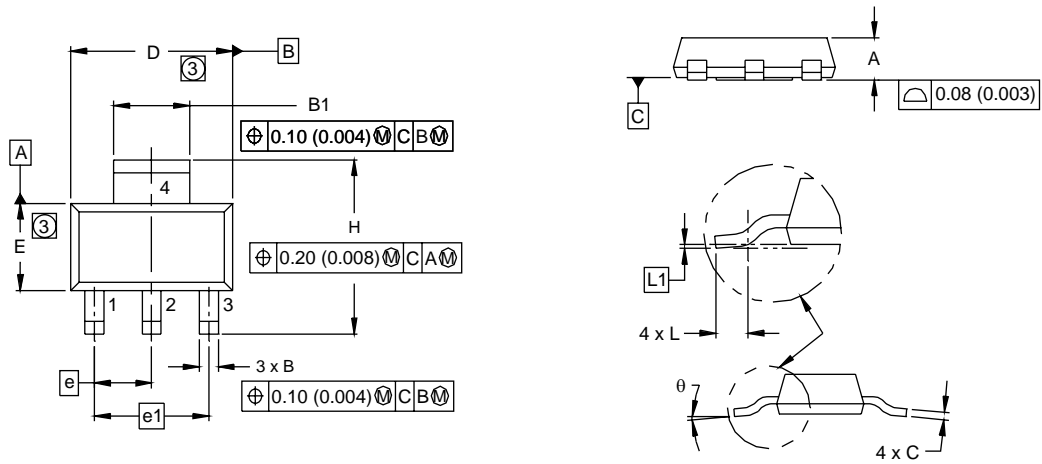 D
B
3
B1
⌖ 0.10 (0.004) Ⓜ C B Ⓜ
A
4
3
E
H
⌖ 0.20 (0.008) Ⓜ C A Ⓜ
1 2 3
e
3 x B
e1
⌖ 0.10 (0.004) Ⓜ C B Ⓜ
A
C
⌓ 0.08 (0.003)
L1
4 x L
θ
4 x C